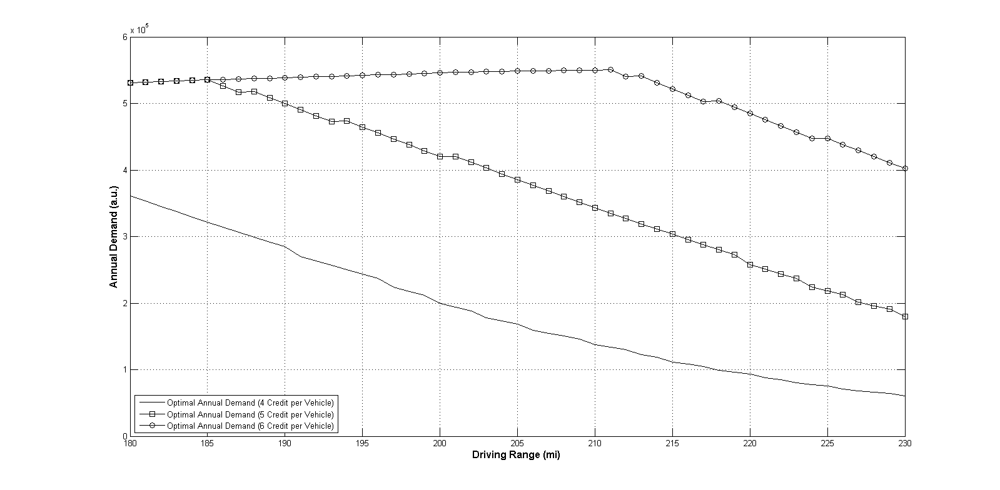 x 10^5
6
5
4
3
2
1
0
Annual Demand (a.u.)
Optimal Annual Demand (4 Credit per Vehicle)
Optimal Annual Demand (5 Credit per Vehicle)
Optimal Annual Demand (6 Credit per Vehicle)
180 185 190 195 200 205 210 215 220 225 230
Driving Range (mi)